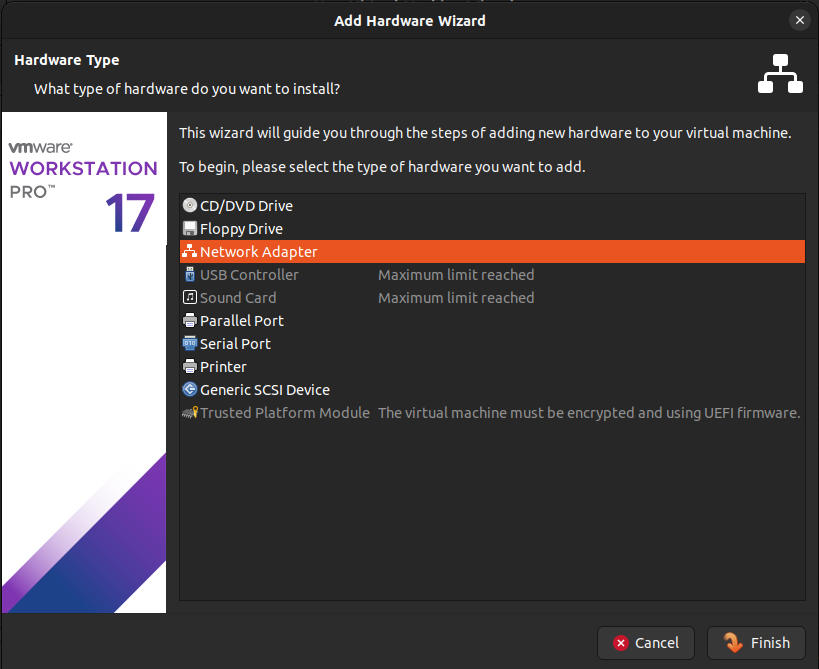 Add Hardware Wizard
Hardware Type
What type of hardware do you want to install?
vmware®
WORKSTATION
PRO™
17
This wizard will guide you through the steps of adding new hardware to your virtual machine.
To begin, please select the type of hardware you want to add.
CD/DVD Drive
Floppy Drive
Network Adapter
USB Controller Maximum limit reached
Sound Card Maximum limit reached
Parallel Port
Serial Port
Printer
Generic SCSI Device
Trusted Platform Module The virtual machine must be encrypted and using UEFI firmware.
Cancel Finish